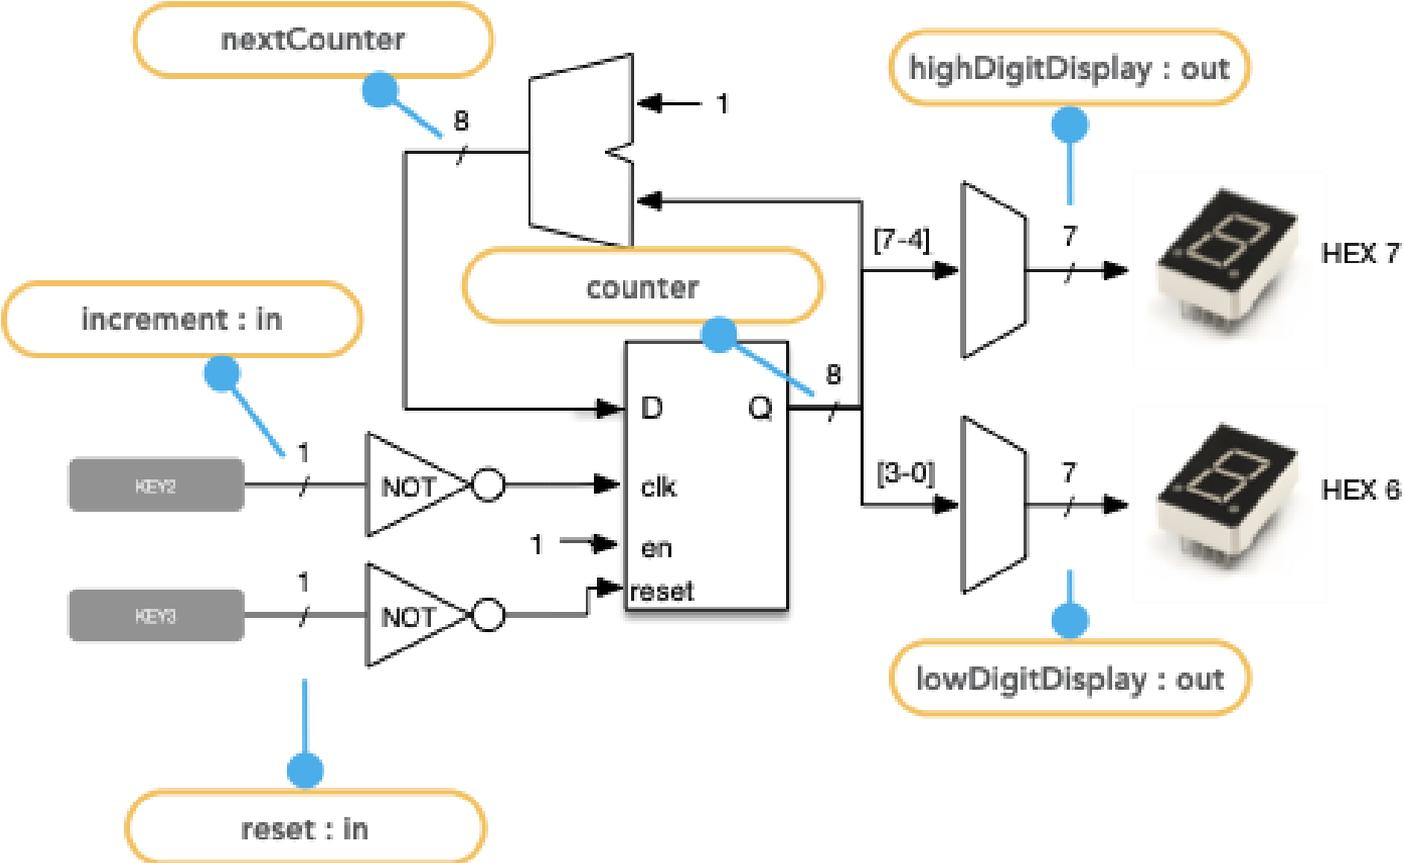 nextCounter
highDigitDisplay : out
8
1
[7-4]
7
HEX 7
counter
increment : in
8
D
Q
1
KEY2
NOT
clk
[3-0]
7
HEX 6
1
en
1
KEY3
NOT
reset
lowDigitDisplay : out
reset : in